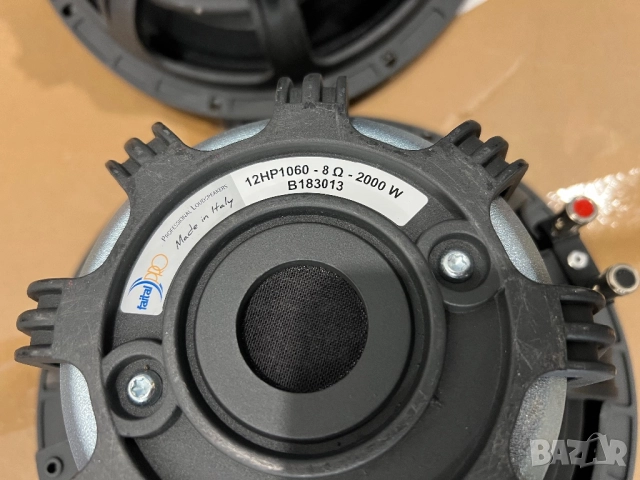 12HP1060 - 8 Ω - 2000 W
B183013
PROFESSIONAL LOUDSPEAKERS
Made in Italy
faital PRO
BAZAR